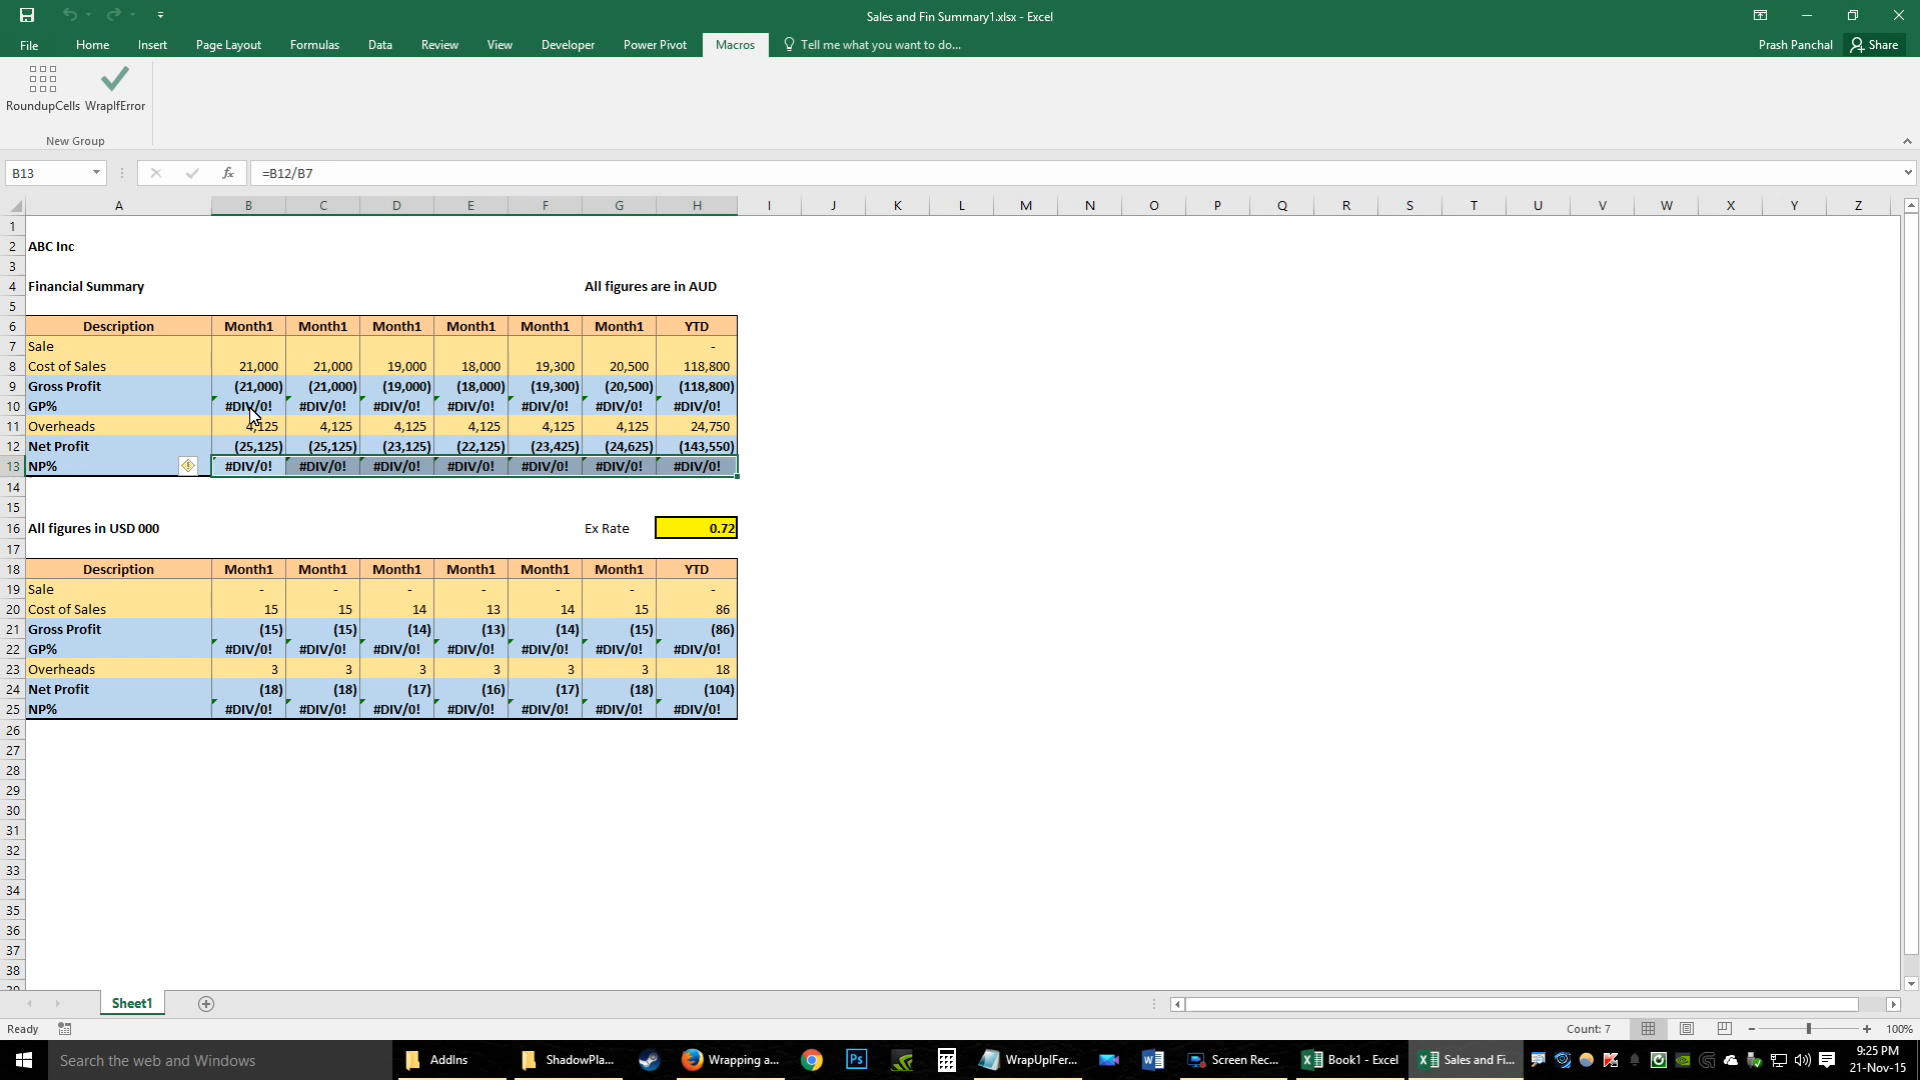 Sales and Fin Summary1.xlsx - Excel
File Home Insert Page Layout Formulas Data Review View Developer Power Pivot Macros Tell me what you want to do... Prash Panchal Share
RoundupCells WrapIfError
New Group
B13 fx =B12/B7
A B C D E F G H I J K L M N O P Q R S T U V W X Y Z
1
2 ABC Inc
3
4 Financial Summary All figures are in AUD
5
6 Description Month1 Month1 Month1 Month1 Month1 Month1 YTD
7 Sale -
8 Cost of Sales 21,000 21,000 19,000 18,000 19,300 20,500 118,800
9 Gross Profit (21,000) (21,000) (19,000) (18,000) (19,300) (20,500) (118,800)
10 GP% #DIV/0! #DIV/0! #DIV/0! #DIV/0! #DIV/0! #DIV/0! #DIV/0!
11 Overheads 4,125 4,125 4,125 4,125 4,125 4,125 24,750
12 Net Profit (25,125) (25,125) (23,125) (22,125) (23,425) (24,625) (143,550)
13 NP% #DIV/0! #DIV/0! #DIV/0! #DIV/0! #DIV/0! #DIV/0! #DIV/0!
14
15
16 All figures in USD 000 Ex Rate 0.72
17
18 Description Month1 Month1 Month1 Month1 Month1 Month1 YTD
19 Sale - - - - - - -
20 Cost of Sales 15 15 14 13 14 15 86
21 Gross Profit (15) (15) (14) (13) (14) (15) (86)
22 GP% #DIV/0! #DIV/0! #DIV/0! #DIV/0! #DIV/0! #DIV/0! #DIV/0!
23 Overheads 3 3 3 3 3 3 18
24 Net Profit (18) (18) (17) (16) (17) (18) (104)
25 NP% #DIV/0! #DIV/0! #DIV/0! #DIV/0! #DIV/0! #DIV/0! #DIV/0!
26
27
28
29
30
31
32
33
34
35
36
37
38
Sheet1
Ready Count: 7 100%
Search the web and Windows AddIns ShadowPla... Wrapping a... Ps WrapUpIFer... Screen Rec... Book1 - Excel Sales and Fi... 9:25 PM
21-Nov-15